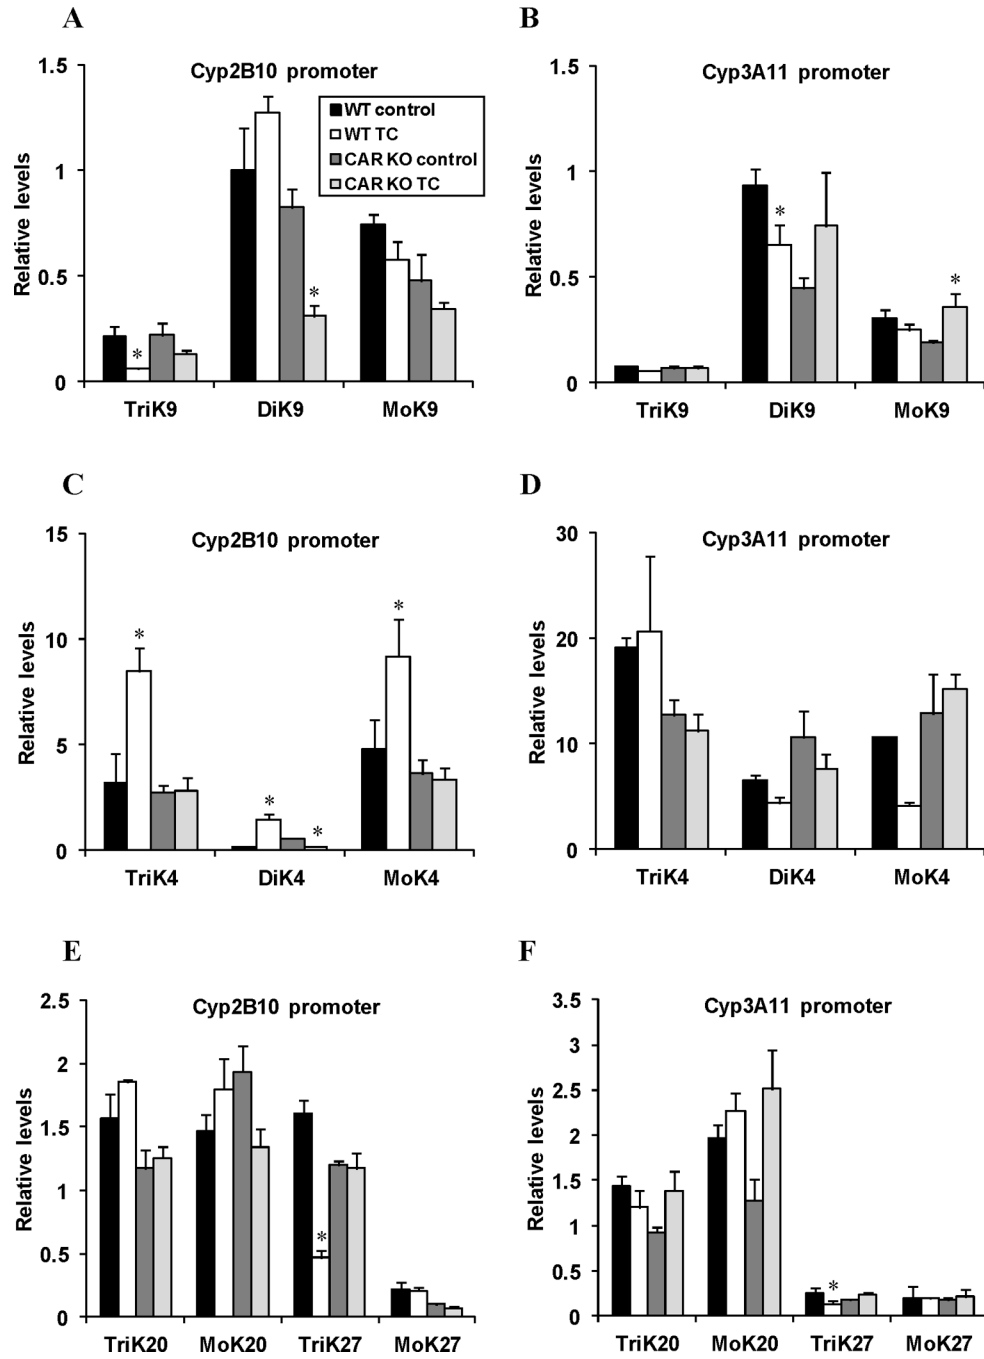 A
Cyp2B10 promoter
Relative levels
1.5
1
0.5
0
WT control
WT TC
CAR KO control
CAR KO TC
*
*
TriK9
DiK9
MoK9
B
Cyp3A11 promoter
Relative levels
1.5
1
0.5
0
*
*
TriK9
DiK9
MoK9
C
Cyp2B10 promoter
Relative levels
15
10
5
0
*
*
*
*
TriK4
DiK4
MoK4
D
Cyp3A11 promoter
Relative levels
30
20
10
0
TriK4
DiK4
MoK4
E
Cyp2B10 promoter
Relative levels
2.5
2
1.5
1
0.5
0
*
TriK20
MoK20
TriK27
MoK27
F
Cyp3A11 promoter
Relative levels
3.5
3
2.5
2
1.5
1
0.5
0
*
TriK20
MoK20
TriK27
MoK27